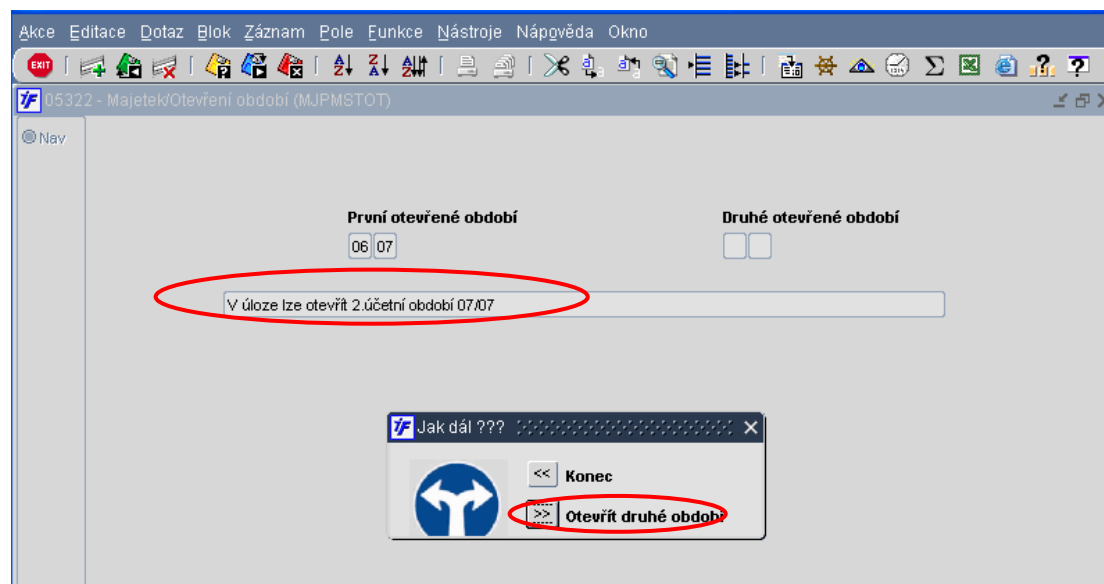 Akce Editace Dotaz Blok Záznam Pole Funkce Nástroje Nápověda Okno
EXIT
05322 - Majetek/Otevření období (MJPMSTOT)
Nav
První otevřené období Druhé otevřené období
06 07
V úloze lze otevřít 2.účetní období 07/07
Jak dál ???
<< Konec
>> Otevřít druhé období